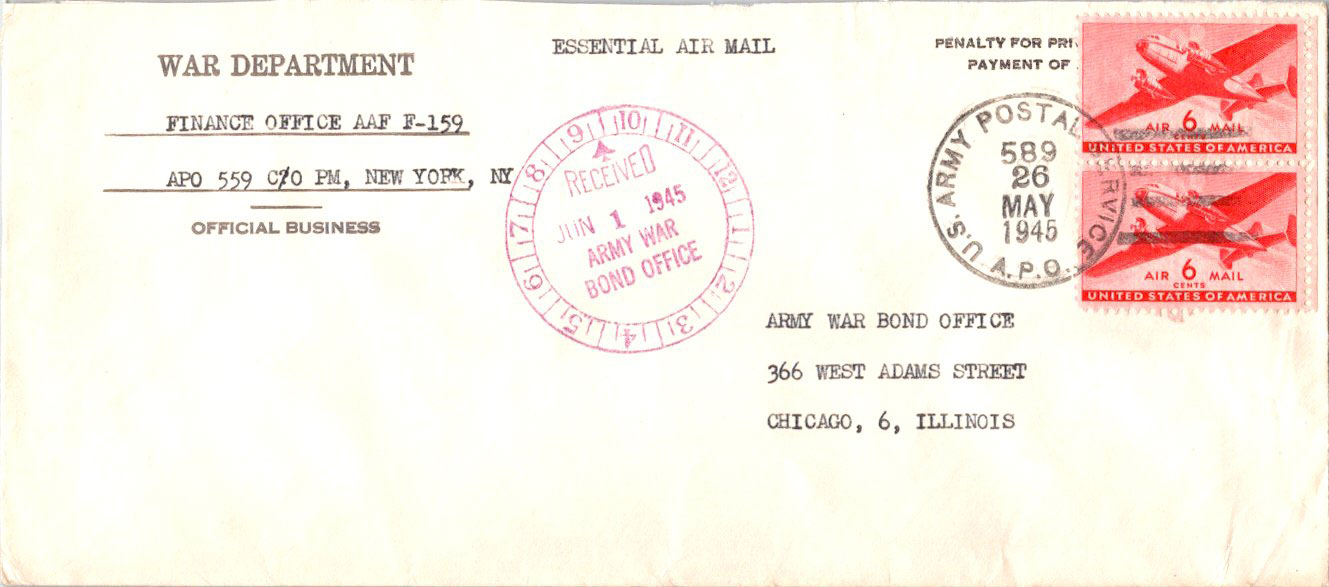 WAR DEPARTMENT
FINANCE OFFICE AAF F-159
APO 559 C/O PM, NEW YORK, NY
OFFICIAL BUSINESS
ESSENTIAL AIR MAIL
PENALTY FOR
PAYMENT OF
AIR 6 MAIL
CENTS
UNITED STATES OF AMERICA
AIR 6 MAIL
CENTS
UNITED STATES OF AMERICA
U.S. ARMY POSTAL SERVICE A.P.O.
589
26
MAY
1945
9 10 11 12 1 2 3 4 5 6 7 8
RECEIVED
JUN 1 1945
ARMY WAR
BOND OFFICE
ARMY WAR BOND OFFICE
366 WEST ADAMS STREET
CHICAGO, 6, ILLINOIS